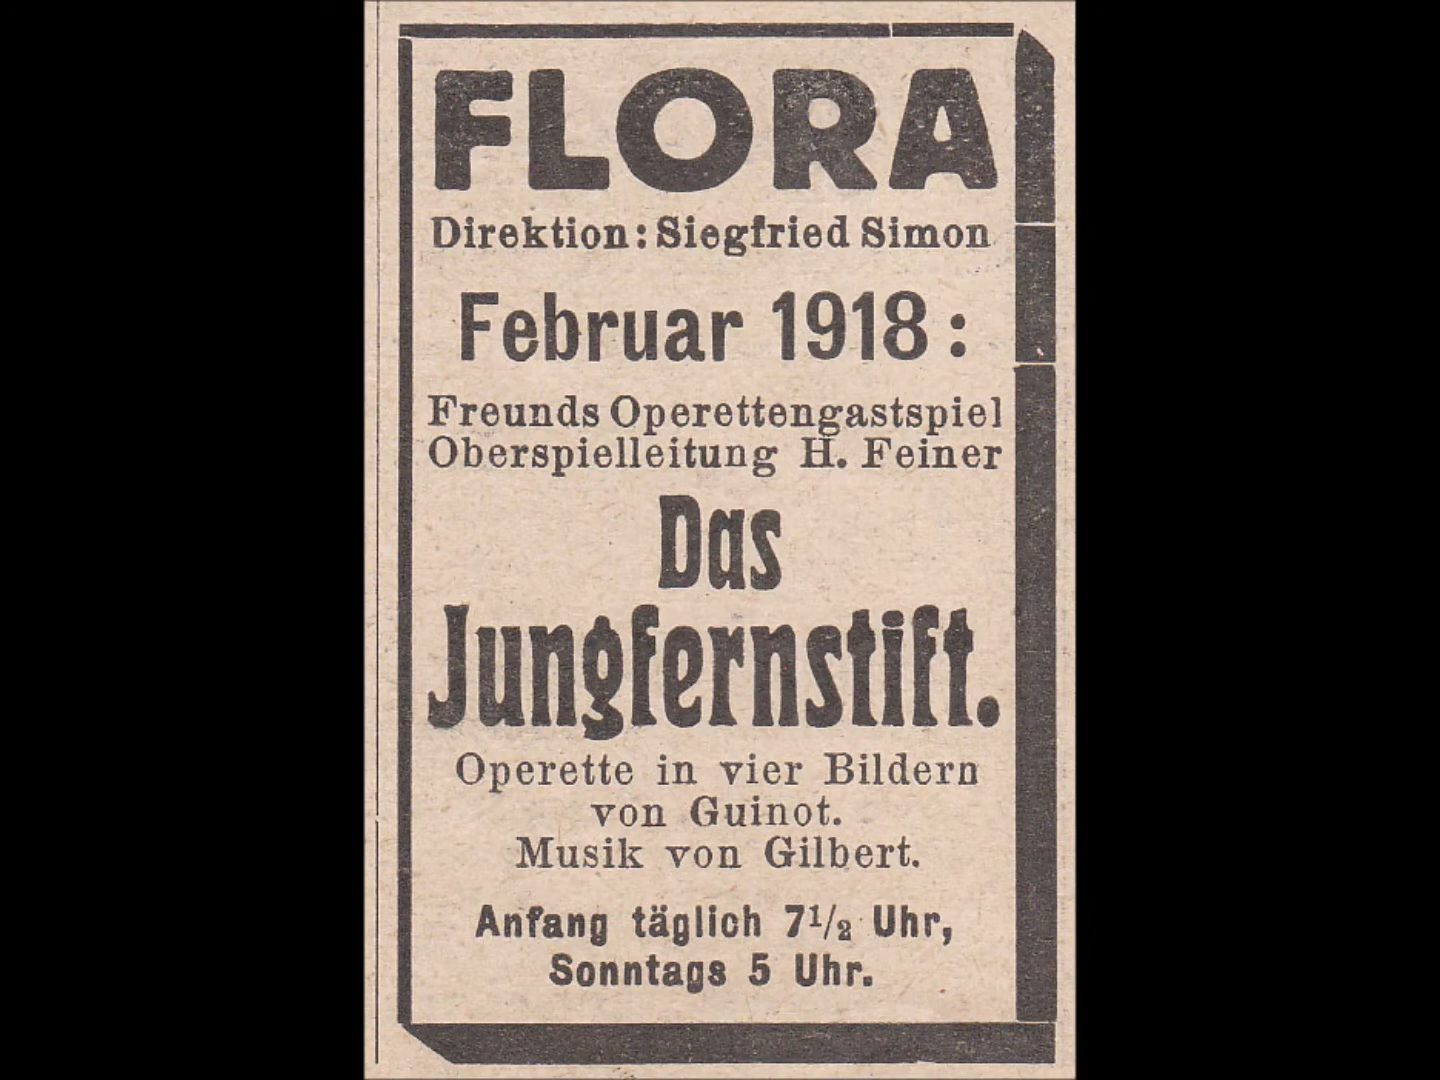 FLORA
Direktion: Siegfried Simon
Februar 1918:
Freunds Operettengastspiel
Oberspielleitung H. Feiner
Das
Jungfernstift.
Operette in vier Bildern
von Guinot.
Musik von Gilbert.
Anfang täglich 7½ Uhr,
Sonntags 5 Uhr.